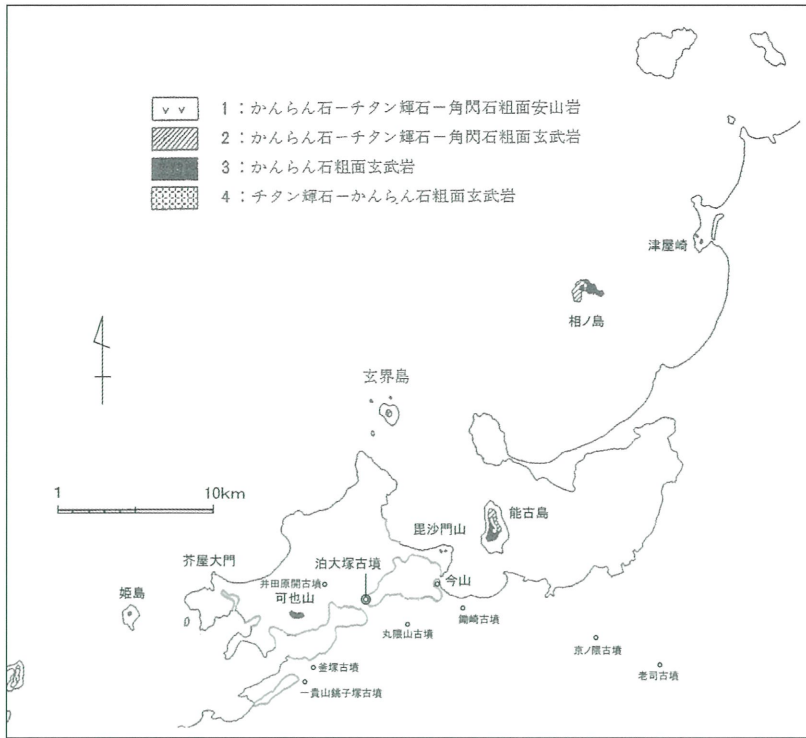 1：かんらん石－チタン輝石－角閃石粗面安山岩
2：かんらん石－チタン輝石－角閃石粗面玄武岩
3：かんらん石粗面玄武岩
4：チタン輝石－かんらん石粗面玄武岩
津屋崎
相ノ島
玄界島
1
10km
能古島
毘沙門山
芥屋大門
泊大塚古墳
今山
井田原開古墳
姫島
可也山
鋤崎古墳
丸隈山古墳
京ノ隈古墳
老司古墳
釜塚古墳
一貴山銚子塚古墳